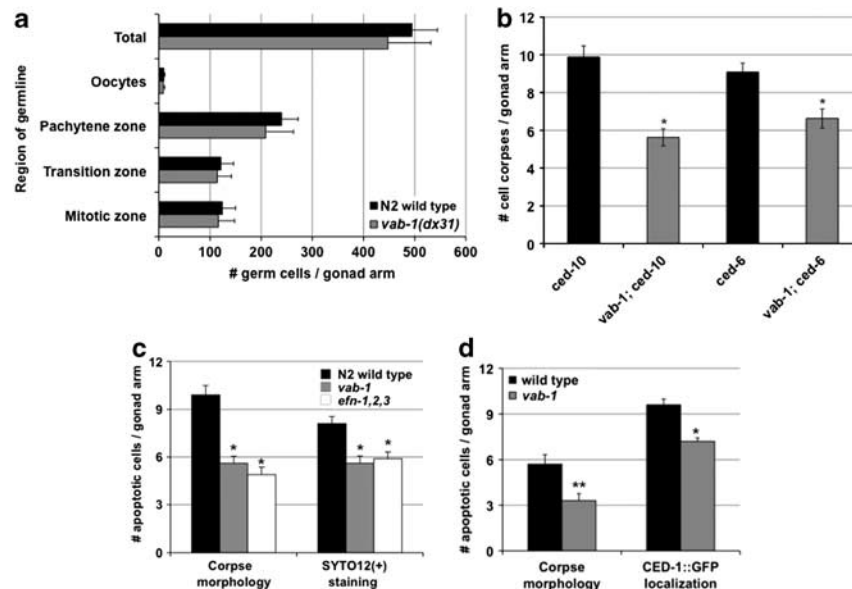 a
Region of germline
Total
Oocytes
Pachytene zone
Transition zone
Mitotic zone
N2 wild type
vab-1(dx31)
0 100 200 300 400 500 600
# germ cells / gonad arm
b
# cell corpses / gonad arm
12
10
8
6
4
2
0
* *
ced-10
vab-1; ced-10
ced-6
vab-1; ced-6
c
# apoptotic cells / gonad arm
12
9
6
3
0
N2 wild type
vab-1
efn-1,2,3
* * * *
Corpse morphology
SYTO12(+) staining
d
# apoptotic cells / gonad arm
12
9
6
3
0
wild type
vab-1
** *
Corpse morphology
CED-1::GFP localization